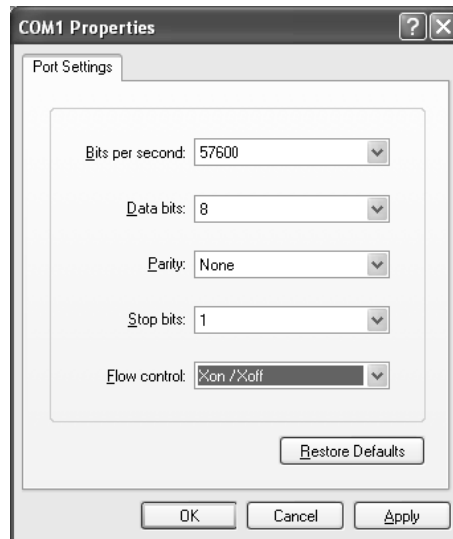 COM1 Properties
Port Settings
Bits per second: 57600
Data bits: 8
Parity: None
Stop bits: 1
Flow control: Xon / Xoff
Restore Defaults
OK Cancel Apply